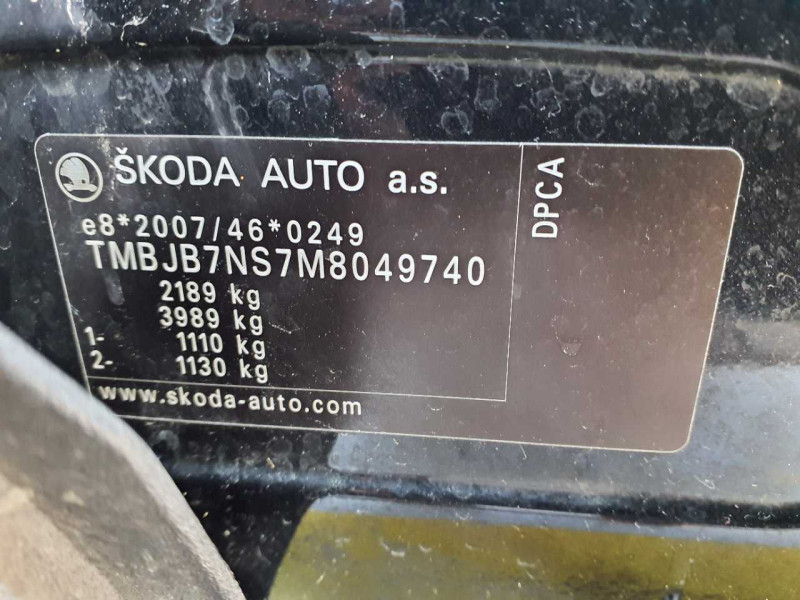 ŠKODA AUTO a.s.
e8*2007/46*0249
TMBJB7NS7M8049740
2189 kg
3989 kg
1- 1110 kg
2- 1130 kg
www.skoda-auto.com
DPCA